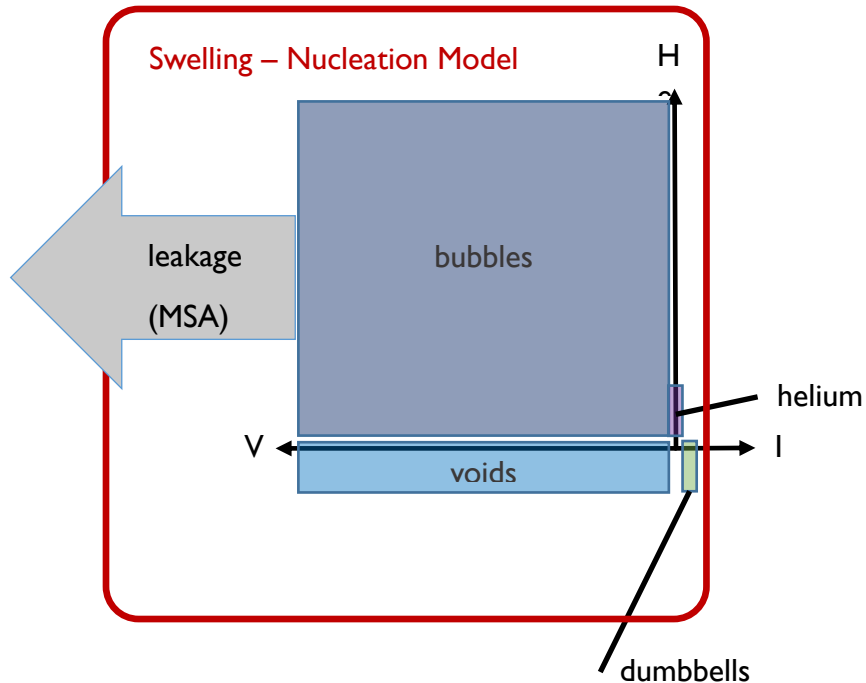 Swelling – Nucleation Model
H
leakage
(MSA)
bubbles
helium
V
I
voids
dumbbells